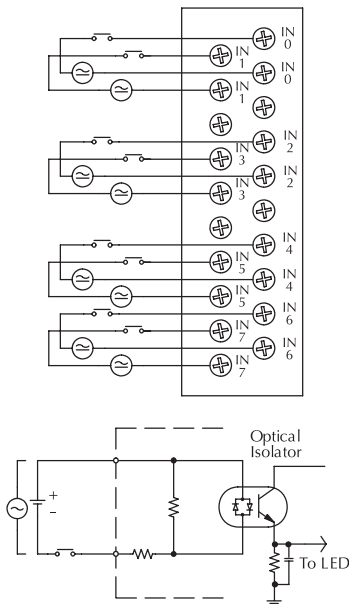 IN
0
IN
1
IN
0
IN
1
IN
2
IN
3
IN
2
IN
3
IN
4
IN
5
IN
4
IN
5
IN
6
IN
7
IN
6
IN
7
Optical
Isolator
+
–
To LED